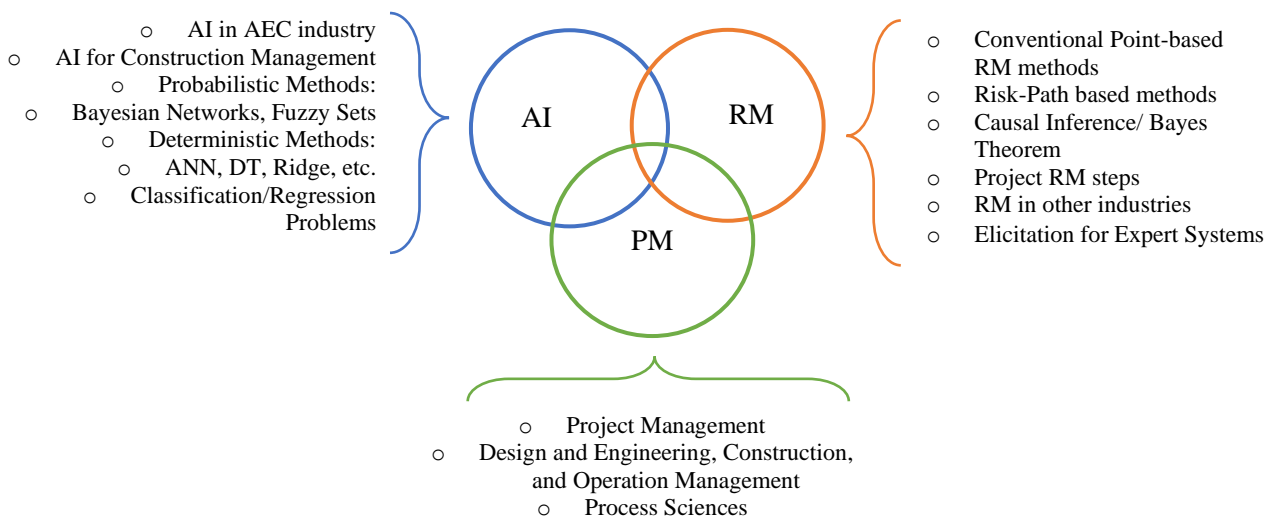 ○ AI in AEC industry
○ AI for Construction Management
○ Probabilistic Methods:
○ Bayesian Networks, Fuzzy Sets
○ Deterministic Methods:
○ ANN, DT, Ridge, etc.
○ Classification/Regression
Problems
AI
RM
PM
○ Conventional Point-based
RM methods
○ Risk-Path based methods
○ Causal Inference/ Bayes
Theorem
○ Project RM steps
○ RM in other industries
○ Elicitation for Expert Systems
○ Project Management
○ Design and Engineering, Construction,
and Operation Management
○ Process Sciences